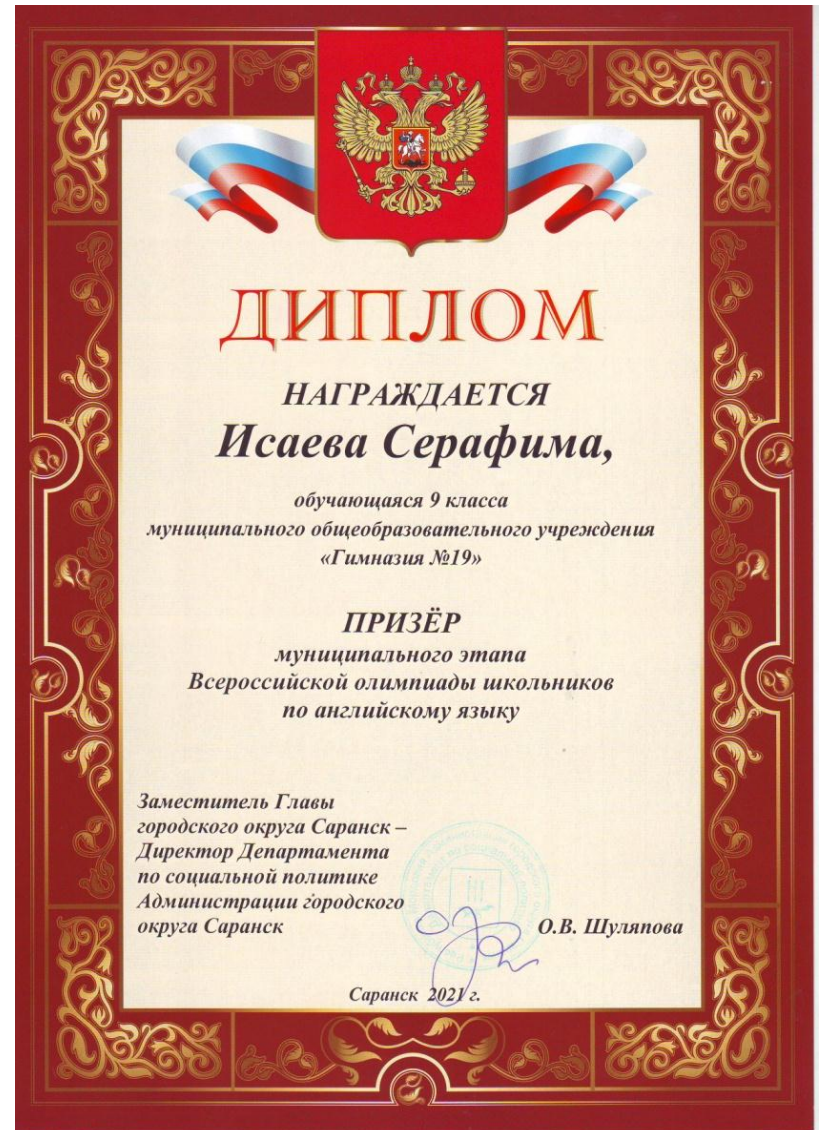 ДИПЛОМ
НАГРАЖДАЕТСЯ
Исаева Серафима,
обучающаяся 9 класса
муниципального общеобразовательного учреждения
«Гимназия №19»
ПРИЗЁР
муниципального этапа
Всероссийской олимпиады школьников
по английскому языку
Заместитель Главы
городского округа Саранск –
Директор Департамента
по социальной политике
Администрации городского
округа Саранск
О.В. Шуляпова
Саранск 2021 г.